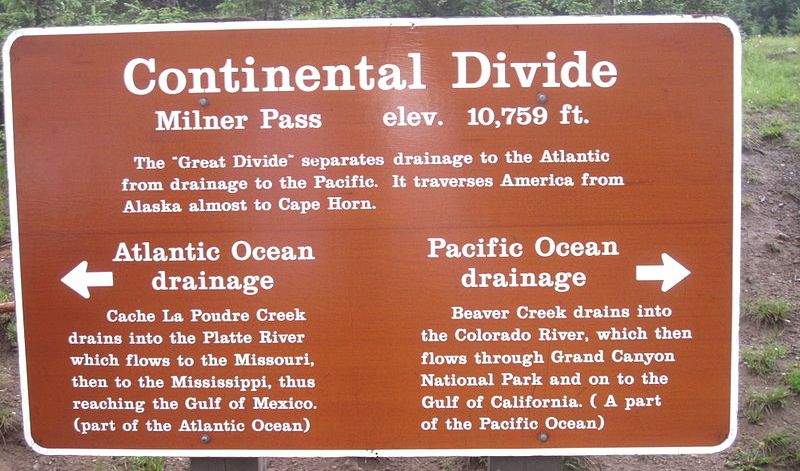 Continental Divide
Milner Pass elev. 10,759 ft.
The "Great Divide" separates drainage to the Atlantic
from drainage to the Pacific. It traverses America from
Alaska almost to Cape Horn.
Atlantic Ocean
drainage
Cache La Poudre Creek
drains into the Platte River
which flows to the Missouri,
then to the Mississippi, thus
reaching the Gulf of Mexico.
(part of the Atlantic Ocean)
Pacific Ocean
drainage
Beaver Creek drains into
the Colorado River, which then
flows through Grand Canyon
National Park and on to the
Gulf of California. ( A part
of the Pacific Ocean)